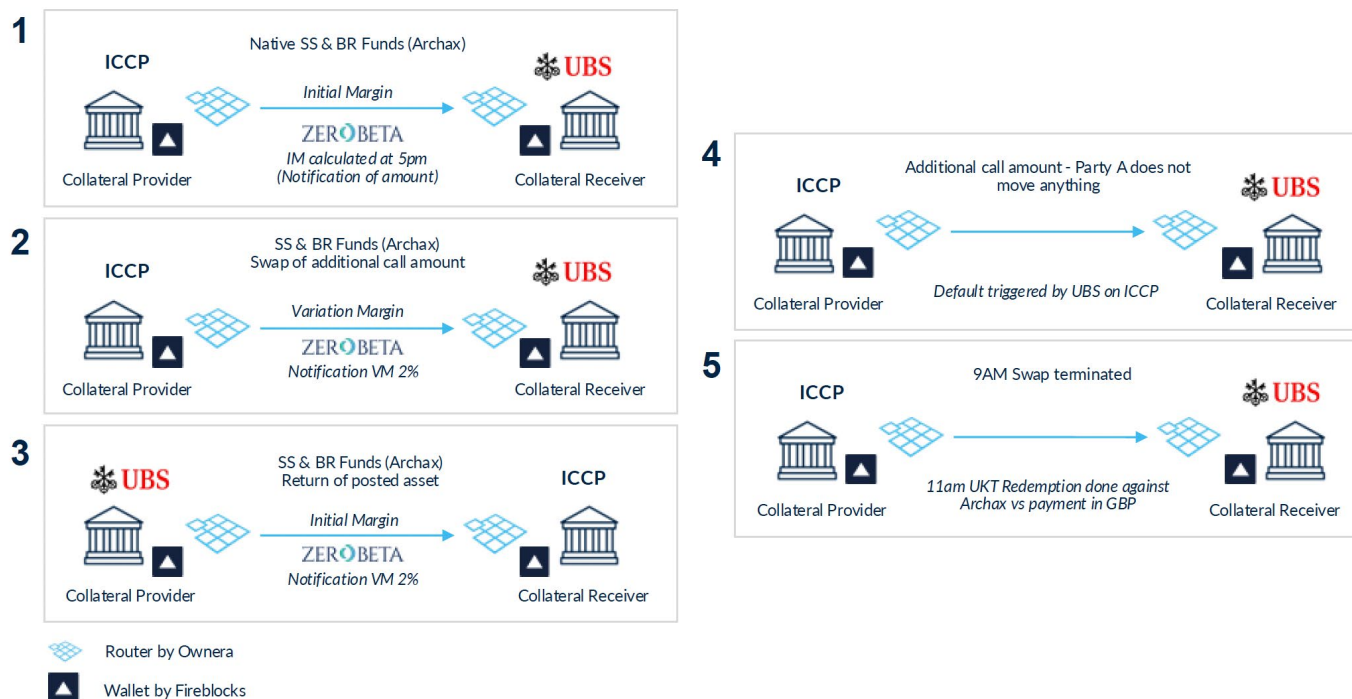 1
Native SS & BR Funds (Archax)
ICCP
UBS
Initial Margin
ZEROBETA
IM calculated at 5pm
(Notification of amount)
Collateral Provider
Collateral Receiver
2
SS & BR Funds (Archax)
Swap of additional call amount
ICCP
UBS
Variation Margin
ZEROBETA
Notification VM 2%
Collateral Provider
Collateral Receiver
3
SS & BR Funds (Archax)
Return of posted asset
UBS
ICCP
Initial Margin
ZEROBETA
Notification VM 2%
Collateral Provider
Collateral Receiver
Router by Ownera
Wallet by Fireblocks
4
Additional call amount - Party A does not
move anything
ICCP
UBS
Default triggered by UBS on ICCP
Collateral Provider
Collateral Receiver
5
9AM Swap terminated
ICCP
UBS
11am UKT Redemption done against
Archax vs payment in GBP
Collateral Provider
Collateral Receiver